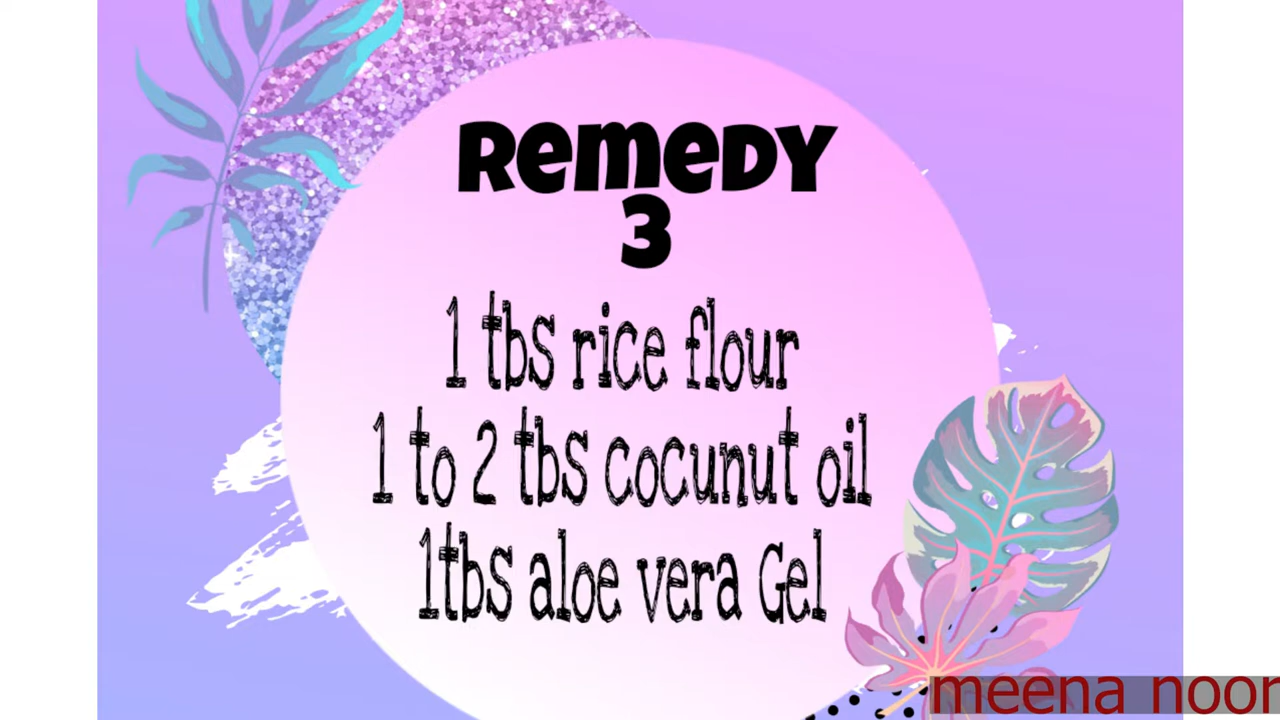 Remedy
3
1 tbs rice flour
1 to 2 tbs cocunut oil
1tbs aloe vera Gel
meena noor